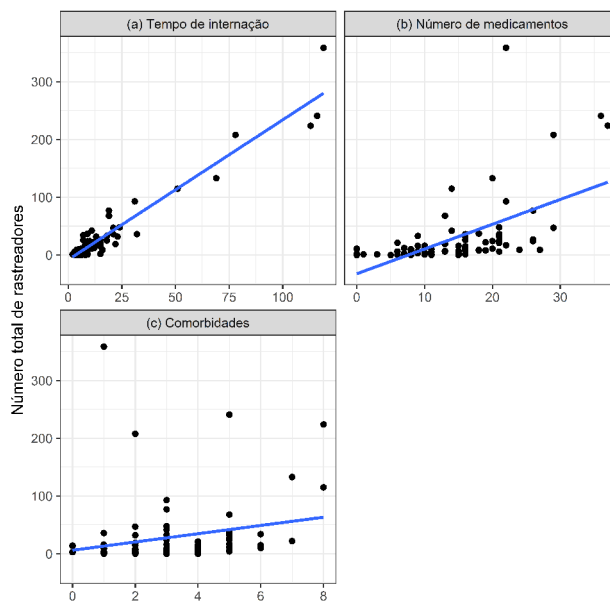 (a) Tempo de internação
(b) Número de medicamentos
300
200
100
0
0 25 50 75 100
0 10 20 30
(c) Comorbidades
300
200
100
0
0 2 4 6 8
Número total de rastreadores